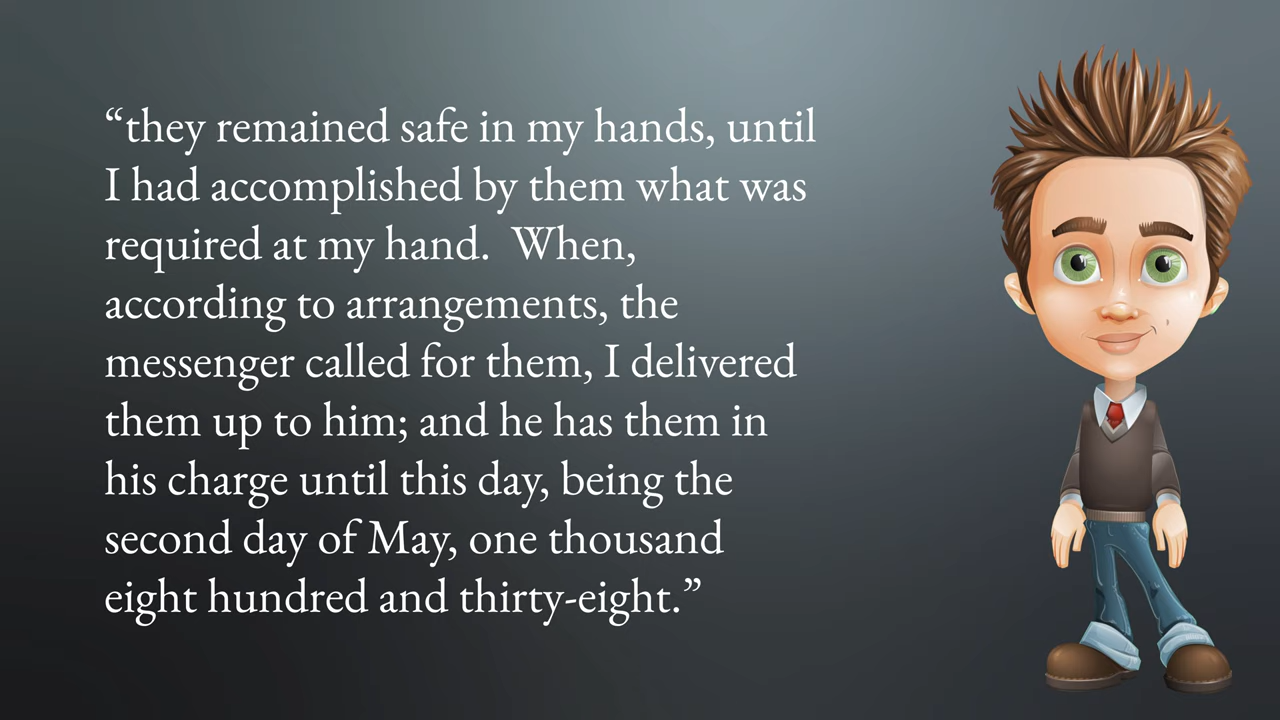 “they remained safe in my hands, until
I had accomplished by them what was
required at my hand.  When,
according to arrangements, the
messenger called for them, I delivered
them up to him; and he has them in
his charge until this day, being the
second day of May, one thousand
eight hundred and thirty-eight.”